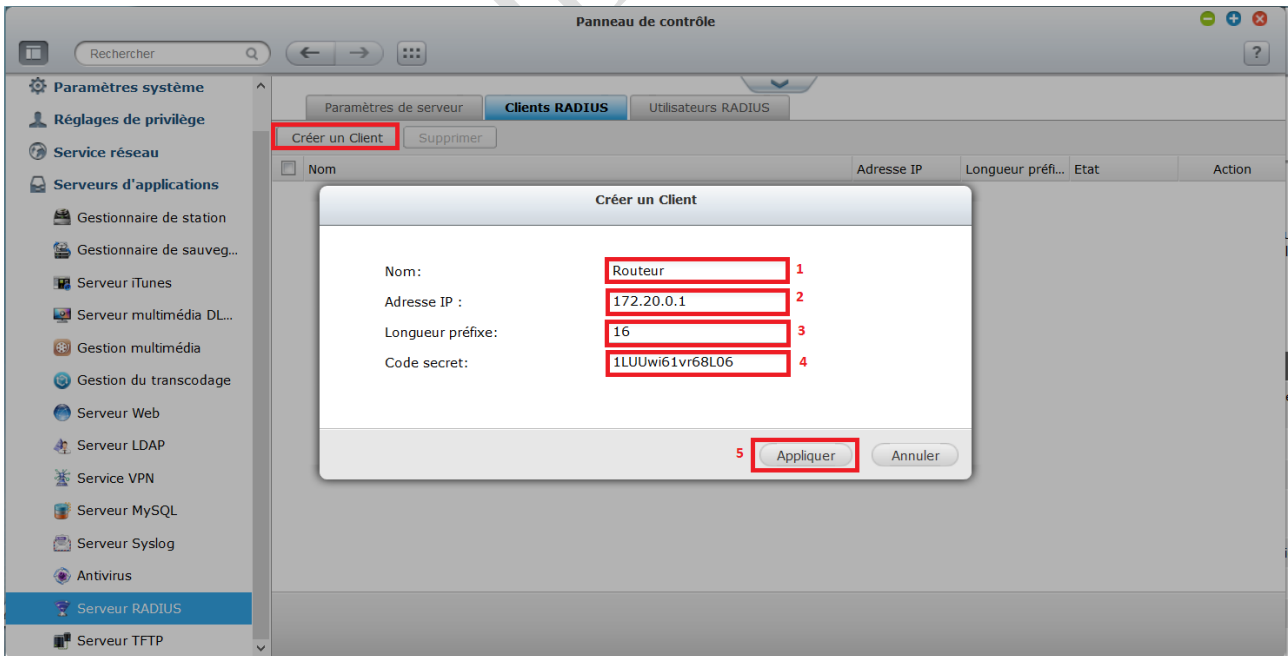 Panneau de contrôle
Rechercher
?
Paramètres système
Réglages de privilège
Service réseau
Serveurs d'applications
Gestionnaire de station
Gestionnaire de sauveg...
Serveur iTunes
Serveur multimédia DL...
Gestion multimédia
Gestion du transcodage
Serveur Web
Serveur LDAP
Service VPN
Serveur MySQL
Serveur Syslog
Antivirus
Serveur RADIUS
Serveur TFTP
Paramètres de serveur Clients RADIUS Utilisateurs RADIUS
Créer un Client Supprimer
Nom Adresse IP Longueur préfi... Etat Action
Créer un Client
Nom: Routeur 1
Adresse IP : 172.20.0.1 2
Longueur préfixe: 16 3
Code secret: 1LUUwi61vr68L06 4
5 Appliquer Annuler